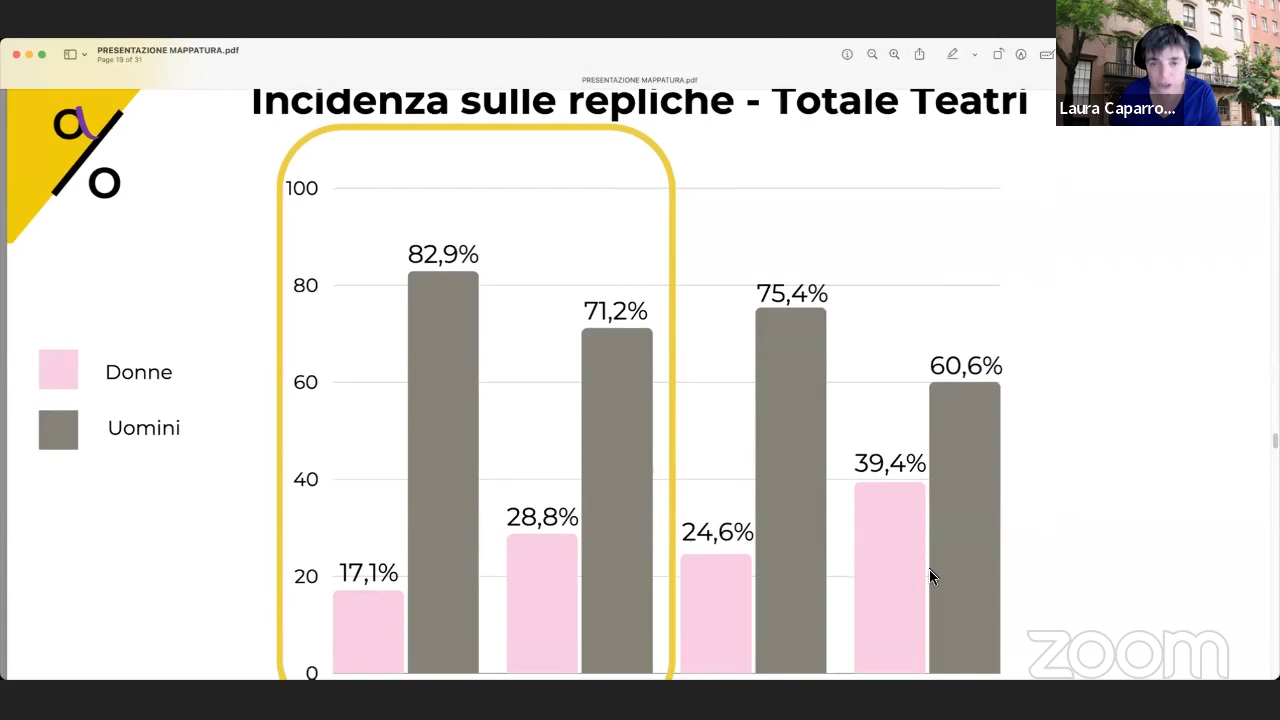 PRESENTAZIONE MAPPATURA.pdf
Page 19 of 31
PRESENTAZIONE MAPPATURA.pdf
Laura Caparro...
Incidenza sulle repliche - Totale Teatri
a/o
100
80
60
40
20
0
82,9%
71,2%
75,4%
60,6%
39,4%
28,8%
24,6%
17,1%
Donne
Uomini
zoom